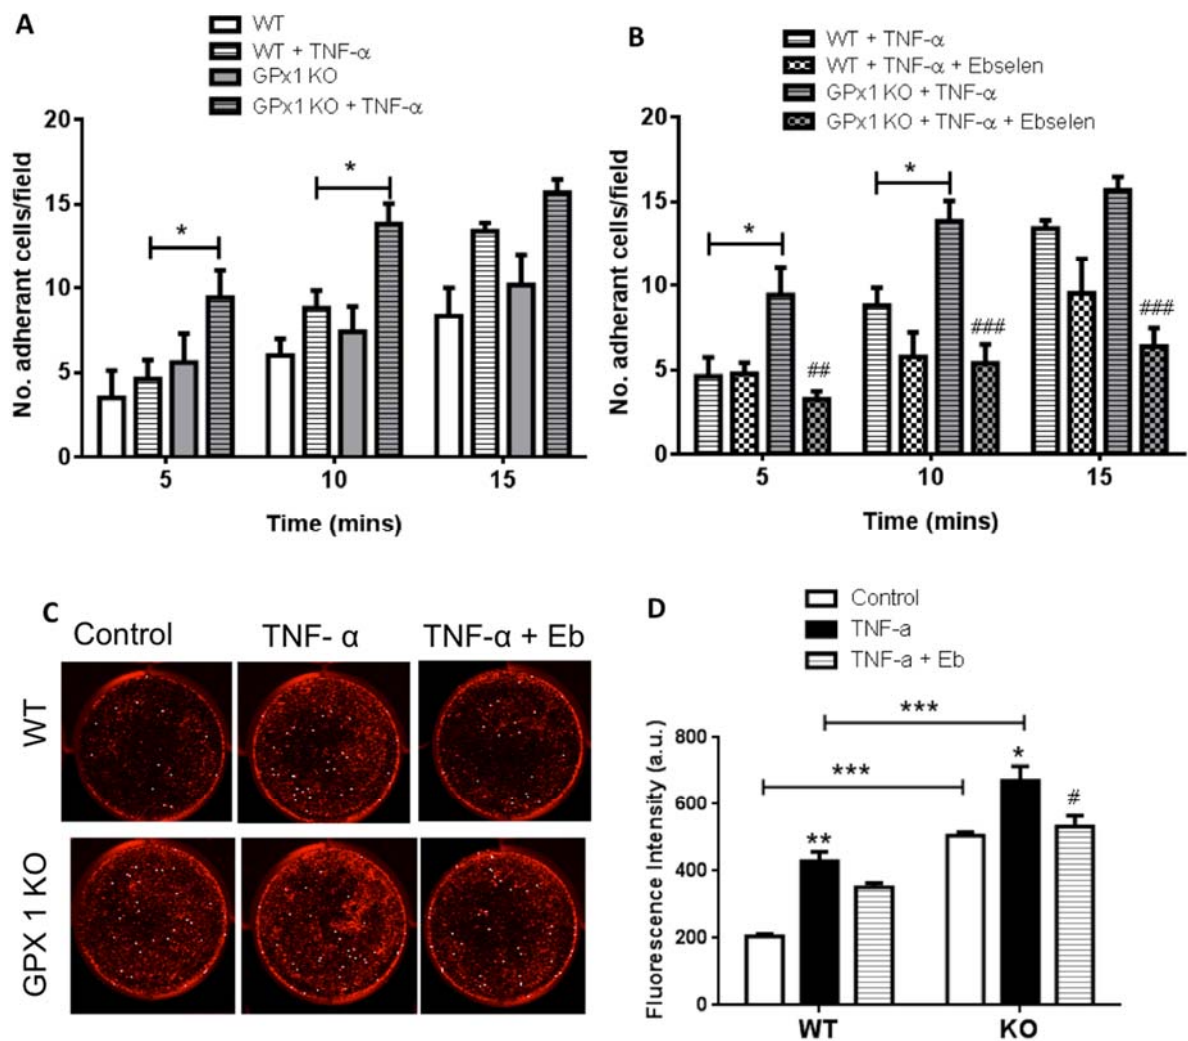 A
WT
WT + TNF-α
GPx1 KO
GPx1 KO + TNF-α
No. adherant cells/field
20
15
10
5
0
*
*
5
10
15
Time (mins)
B
WT + TNF-α
WT + TNF-α + Ebselen
GPx1 KO + TNF-α
GPx1 KO + TNF-α + Ebselen
No. adherant cells/field
20
15
10
5
0
*
*
##
###
###
5
10
15
Time (mins)
C
Control
TNF- α
TNF-α + Eb
WT
GPX 1 KO
D
Control
TNF-a
TNF-a + Eb
Fluorescence Intensity (a.u.)
800
600
400
200
0
***
***
**
*
#
WT
KO